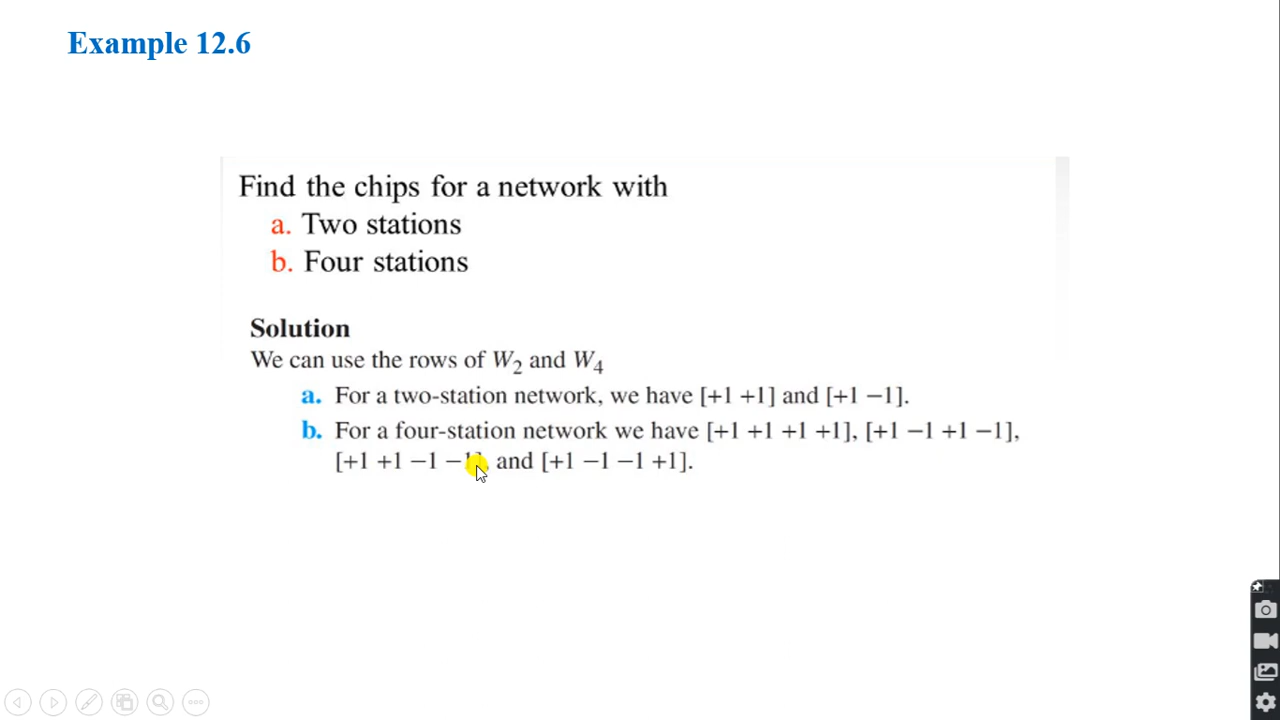 Example 12.6
Find the chips for a network with
a. Two stations
b. Four stations
Solution
We can use the rows of W2 and W4
a. For a two-station network, we have [+1 +1] and [+1 −1].
b. For a four-station network we have [+1 +1 +1 +1], [+1 −1 +1 −1],
[+1 +1 −1 −1], and [+1 −1 −1 +1].